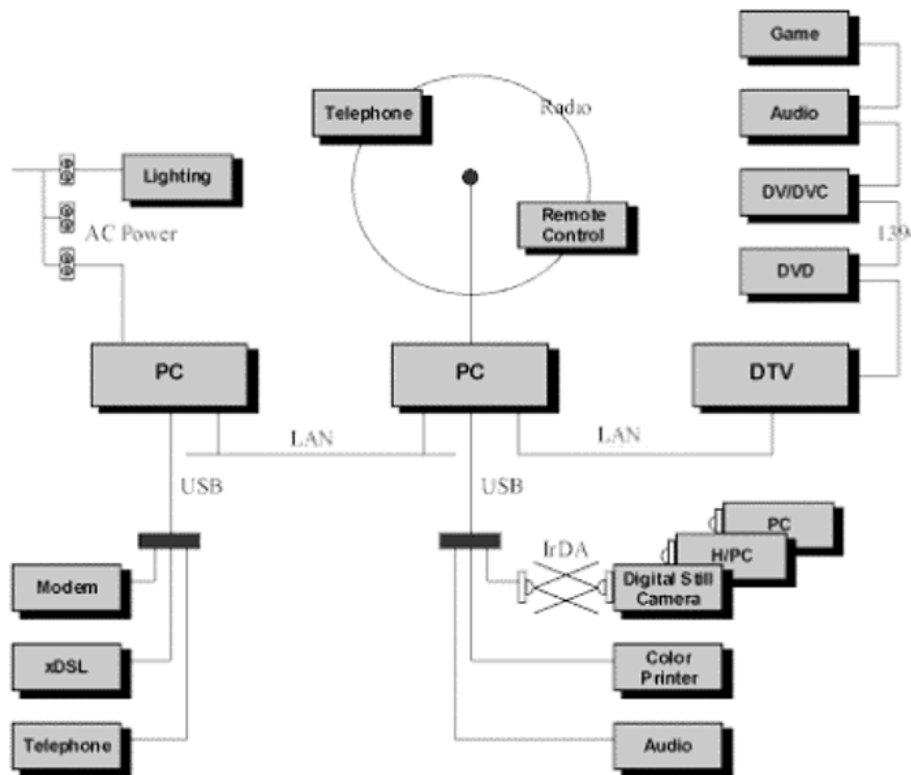 Game
Telephone
Radio
Audio
Lighting
DV/DVC
Remote
Control
AC Power
139
DVD
PC
PC
DTV
LAN
LAN
USB
USB
PC
IrDA
H/PC
Modem
Digital Still
Camera
xDSL
Color
Printer
Telephone
Audio